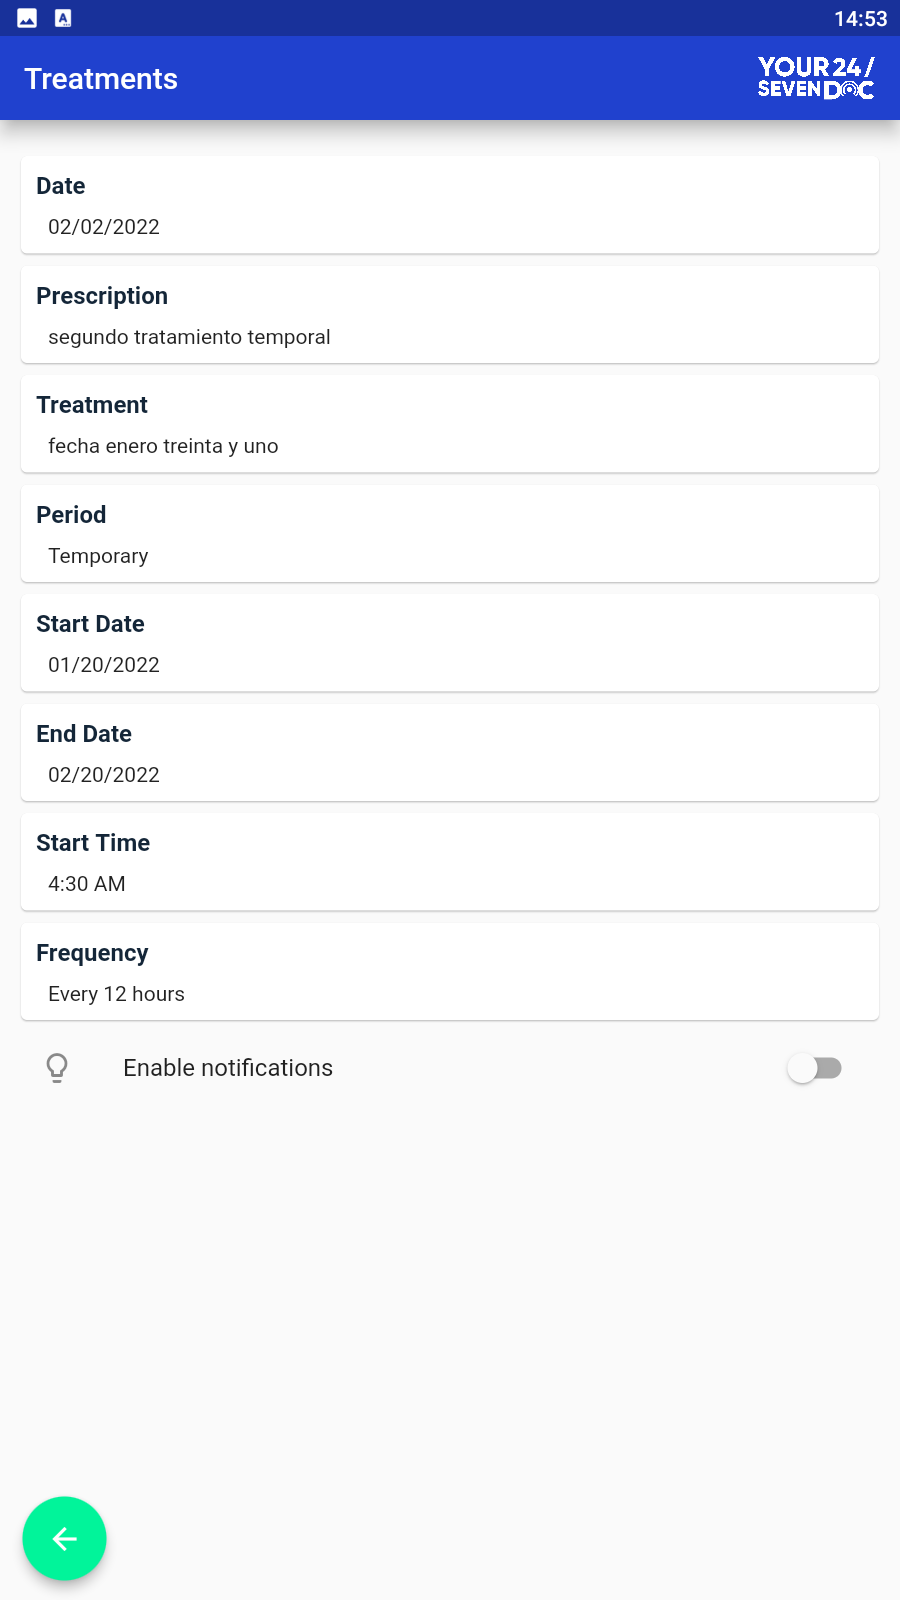 14:53
Treatments
YOUR 24/
SEVEN DOC
Date
02/02/2022
Prescription
segundo tratamiento temporal
Treatment
fecha enero treinta y uno
Period
Temporary
Start Date
01/20/2022
End Date
02/20/2022
Start Time
4:30 AM
Frequency
Every 12 hours
Enable notifications